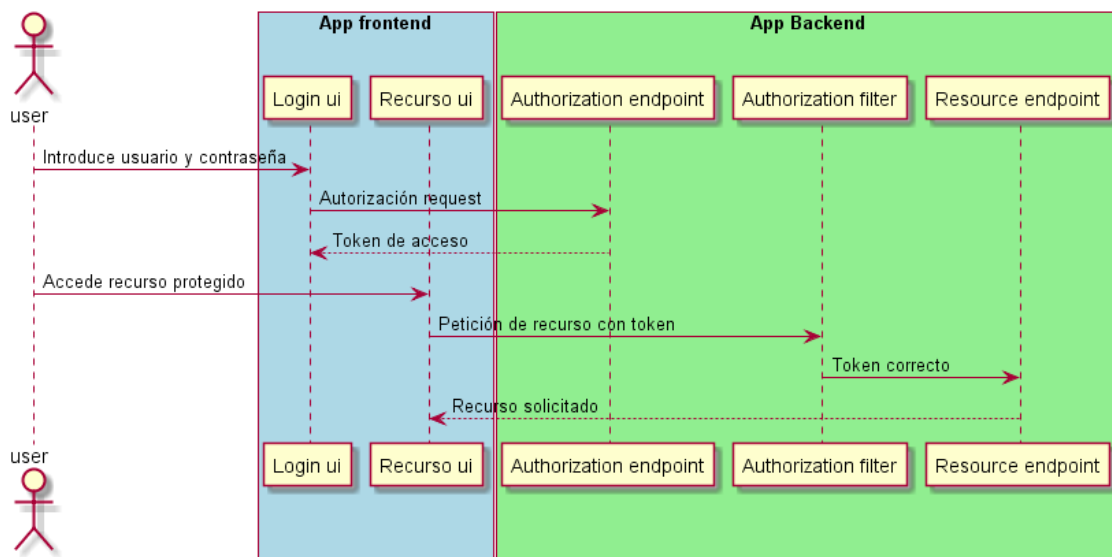 App frontend
App Backend
user
Login ui
Recurso ui
Authorization endpoint
Authorization filter
Resource endpoint
Introduce usuario y contraseña
Autorización request
Token de acceso
Accede recurso protegido
Petición de recurso con token
Token correcto
Recurso solicitado
user
Login ui
Recurso ui
Authorization endpoint
Authorization filter
Resource endpoint